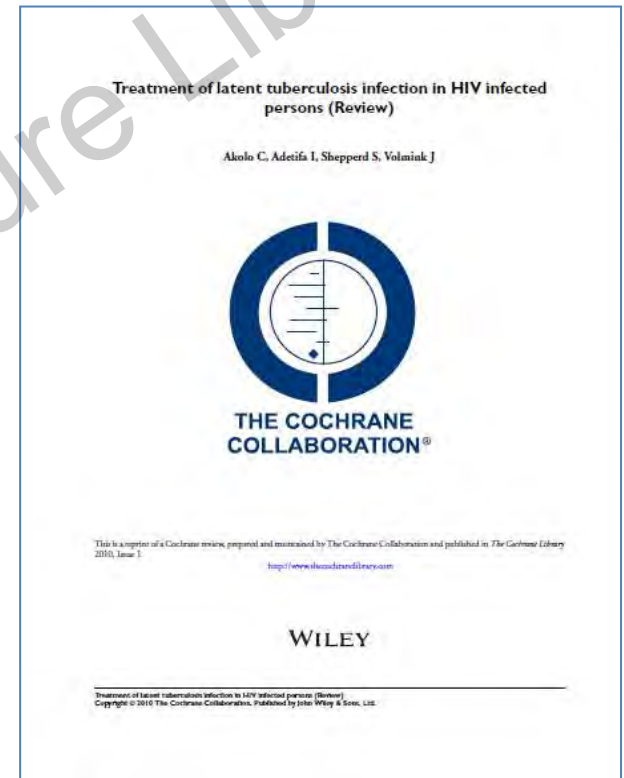 Treatment of latent tuberculosis infection in HIV infected
persons (Review)
Akolo C, Adetifa I, Shepperd S, Volmink J
THE COCHRANE
COLLABORATION®
This is a reprint of a Cochrane review, prepared and maintained by The Cochrane Collaboration and published in The Cochrane Library
2010, Issue 1
http://www.thecochranelibrary.com
WILEY
Treatment of latent tuberculosis infection in HIV infected persons (Review)
Copyright © 2010 The Cochrane Collaboration. Published by John Wiley & Sons, Ltd.